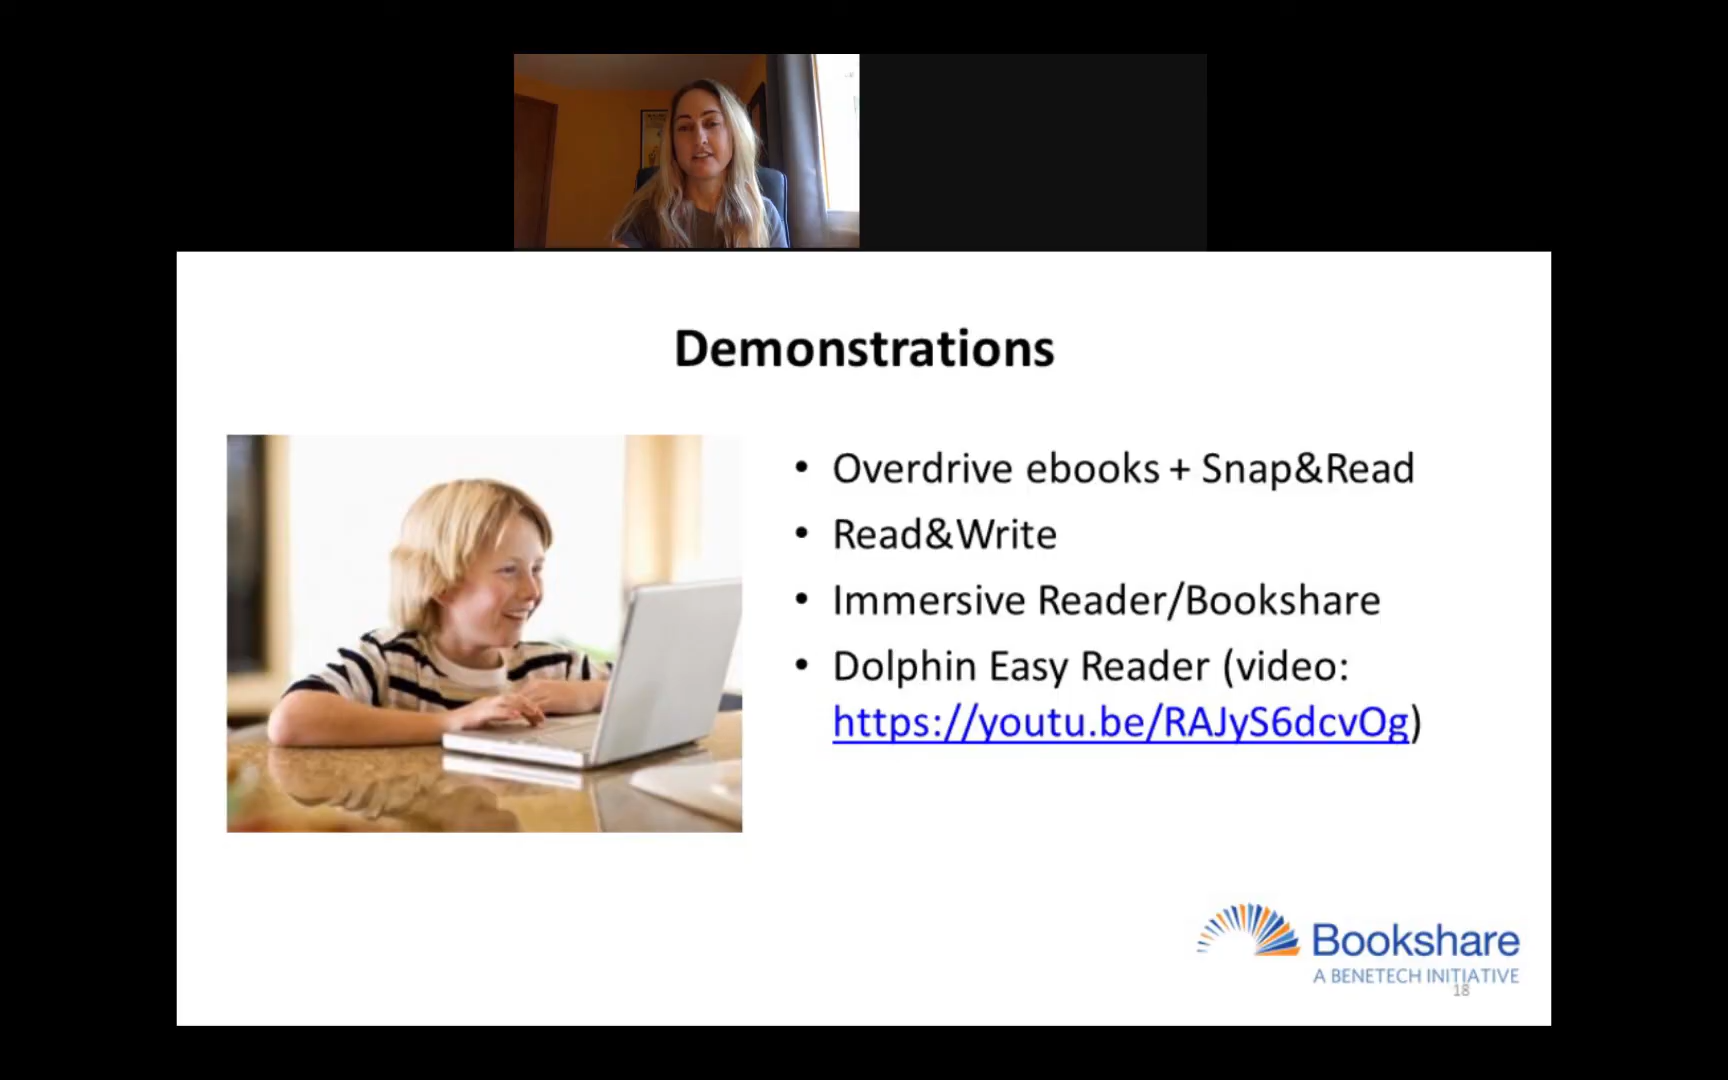 Demonstrations
• Overdrive ebooks + Snap&Read
• Read&Write
• Immersive Reader/Bookshare
• Dolphin Easy Reader (video:
https://youtu.be/RAJyS6dcvOg)
Bookshare
A BENETECH INITIATIVE
18